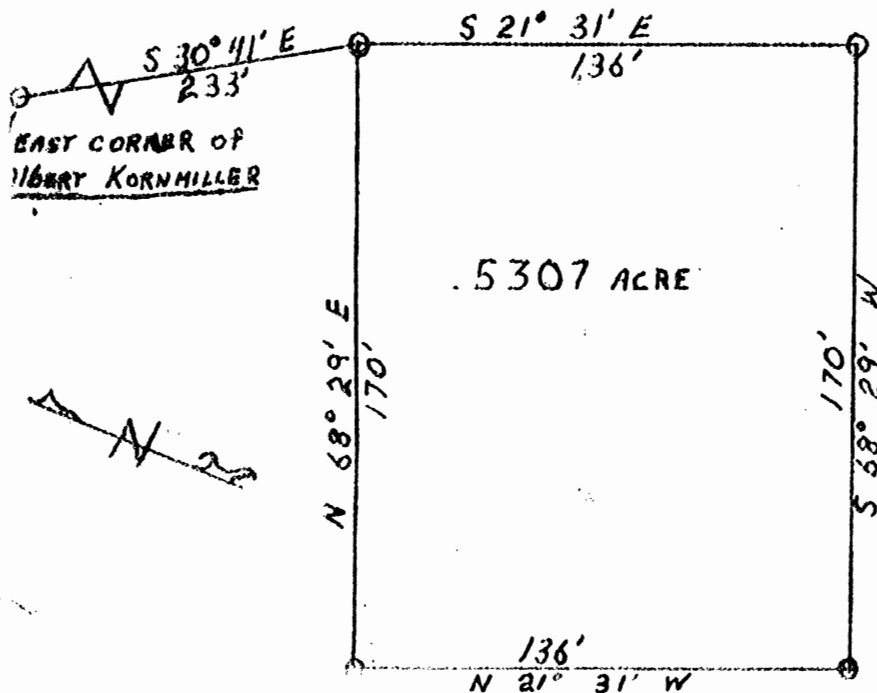 S 30° 41' E
233'
S 21° 31' E
136'
EAST CORNER of
KORNMILLER
.5307 ACRE
N 68° 29' E
170'
170'
S 68° 29' W
N
136'
N 21° 31' W